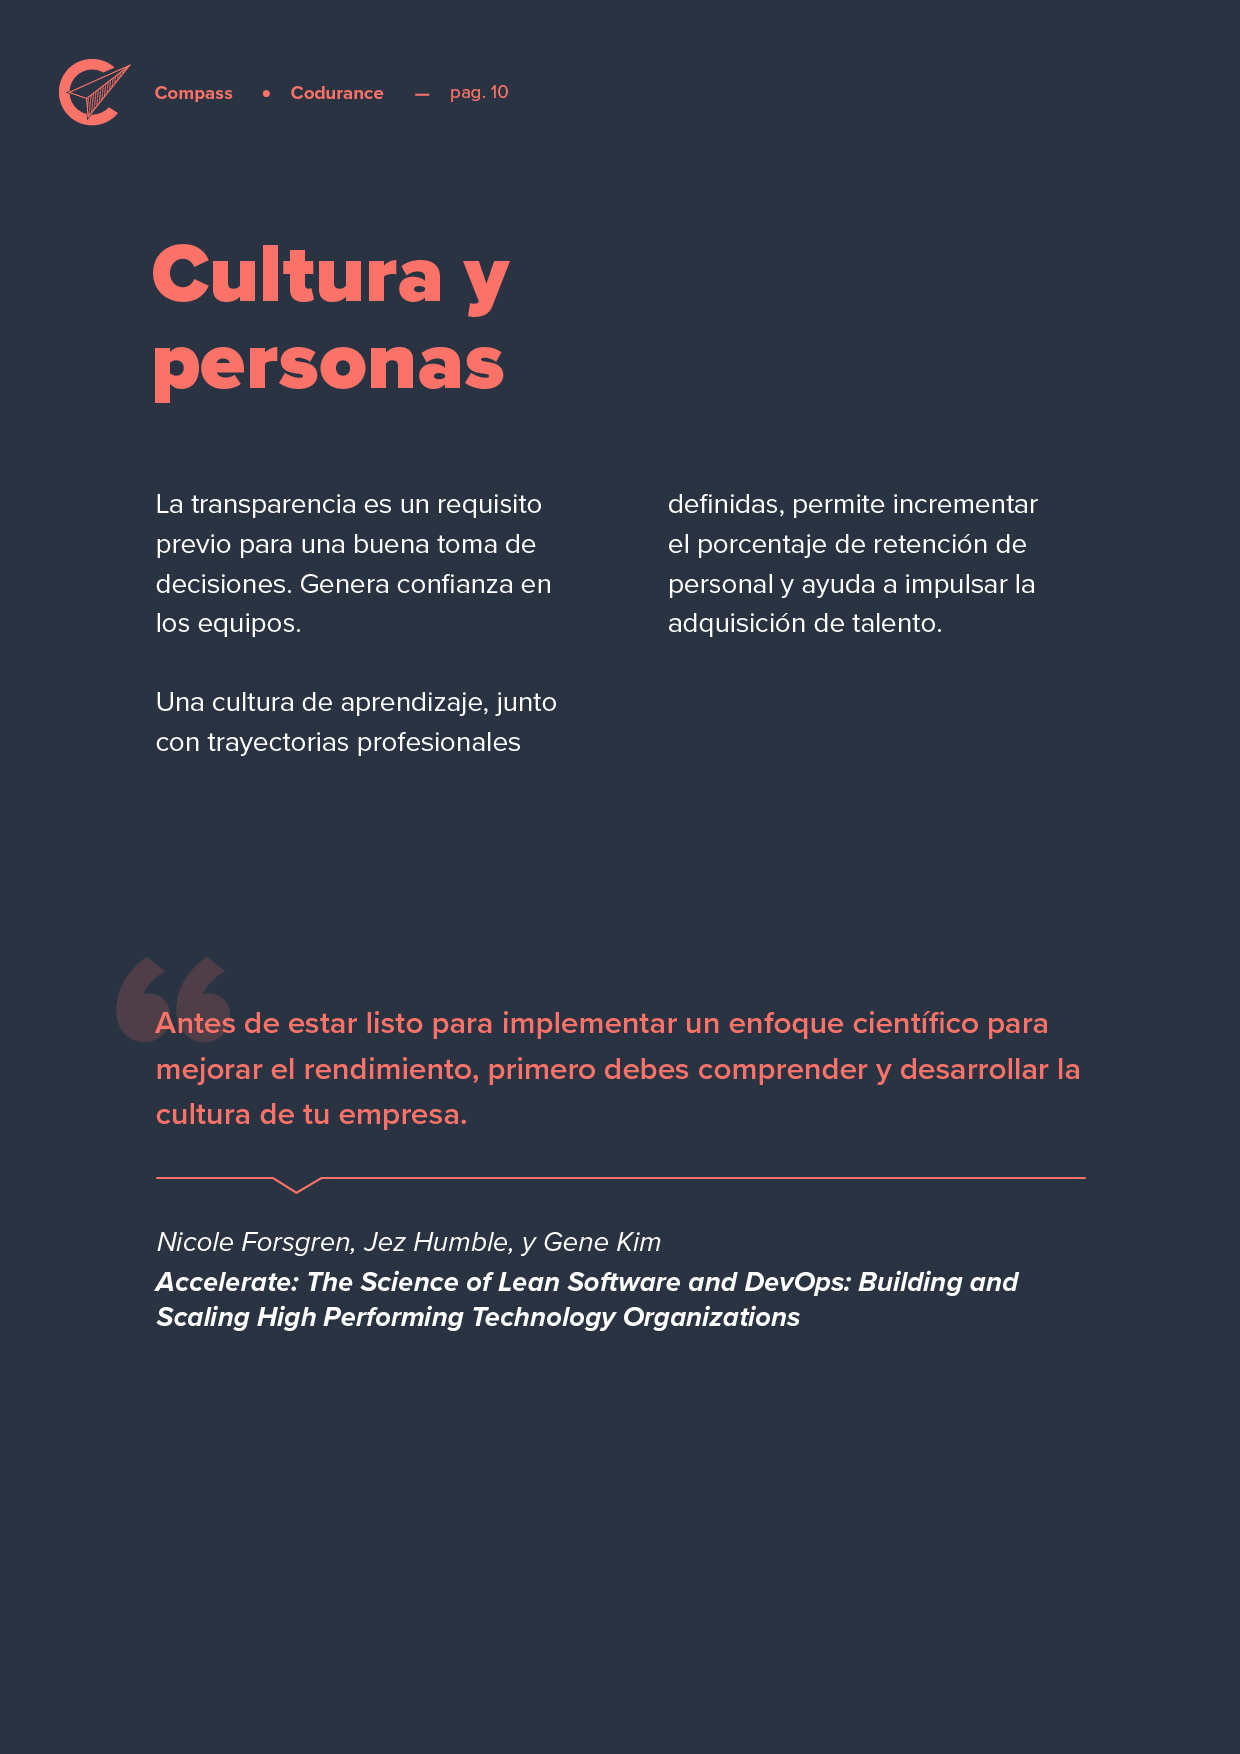 Compass • Codurance — pag. 10
Cultura y
personas
La transparencia es un requisito
previo para una buena toma de
decisiones. Genera confianza en
los equipos.
Una cultura de aprendizaje, junto
con trayectorias profesionales
definidas, permite incrementar
el porcentaje de retención de
personal y ayuda a impulsar la
adquisición de talento.
“
Antes de estar listo para implementar un enfoque científico para
mejorar el rendimiento, primero debes comprender y desarrollar la
cultura de tu empresa.
Nicole Forsgren, Jez Humble, y Gene Kim
Accelerate: The Science of Lean Software and DevOps: Building and
Scaling High Performing Technology Organizations